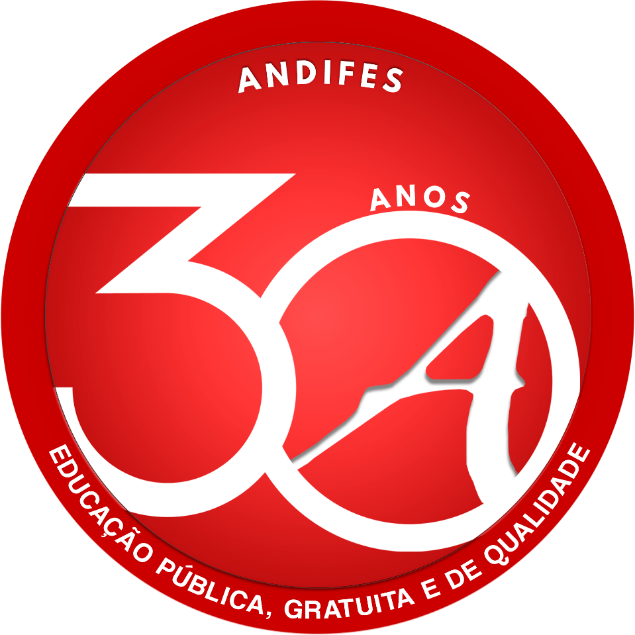 ANDIFES
ANOS
30
A
EDUCAÇÃO PÚBLICA, GRATUITA E DE QUALIDADE